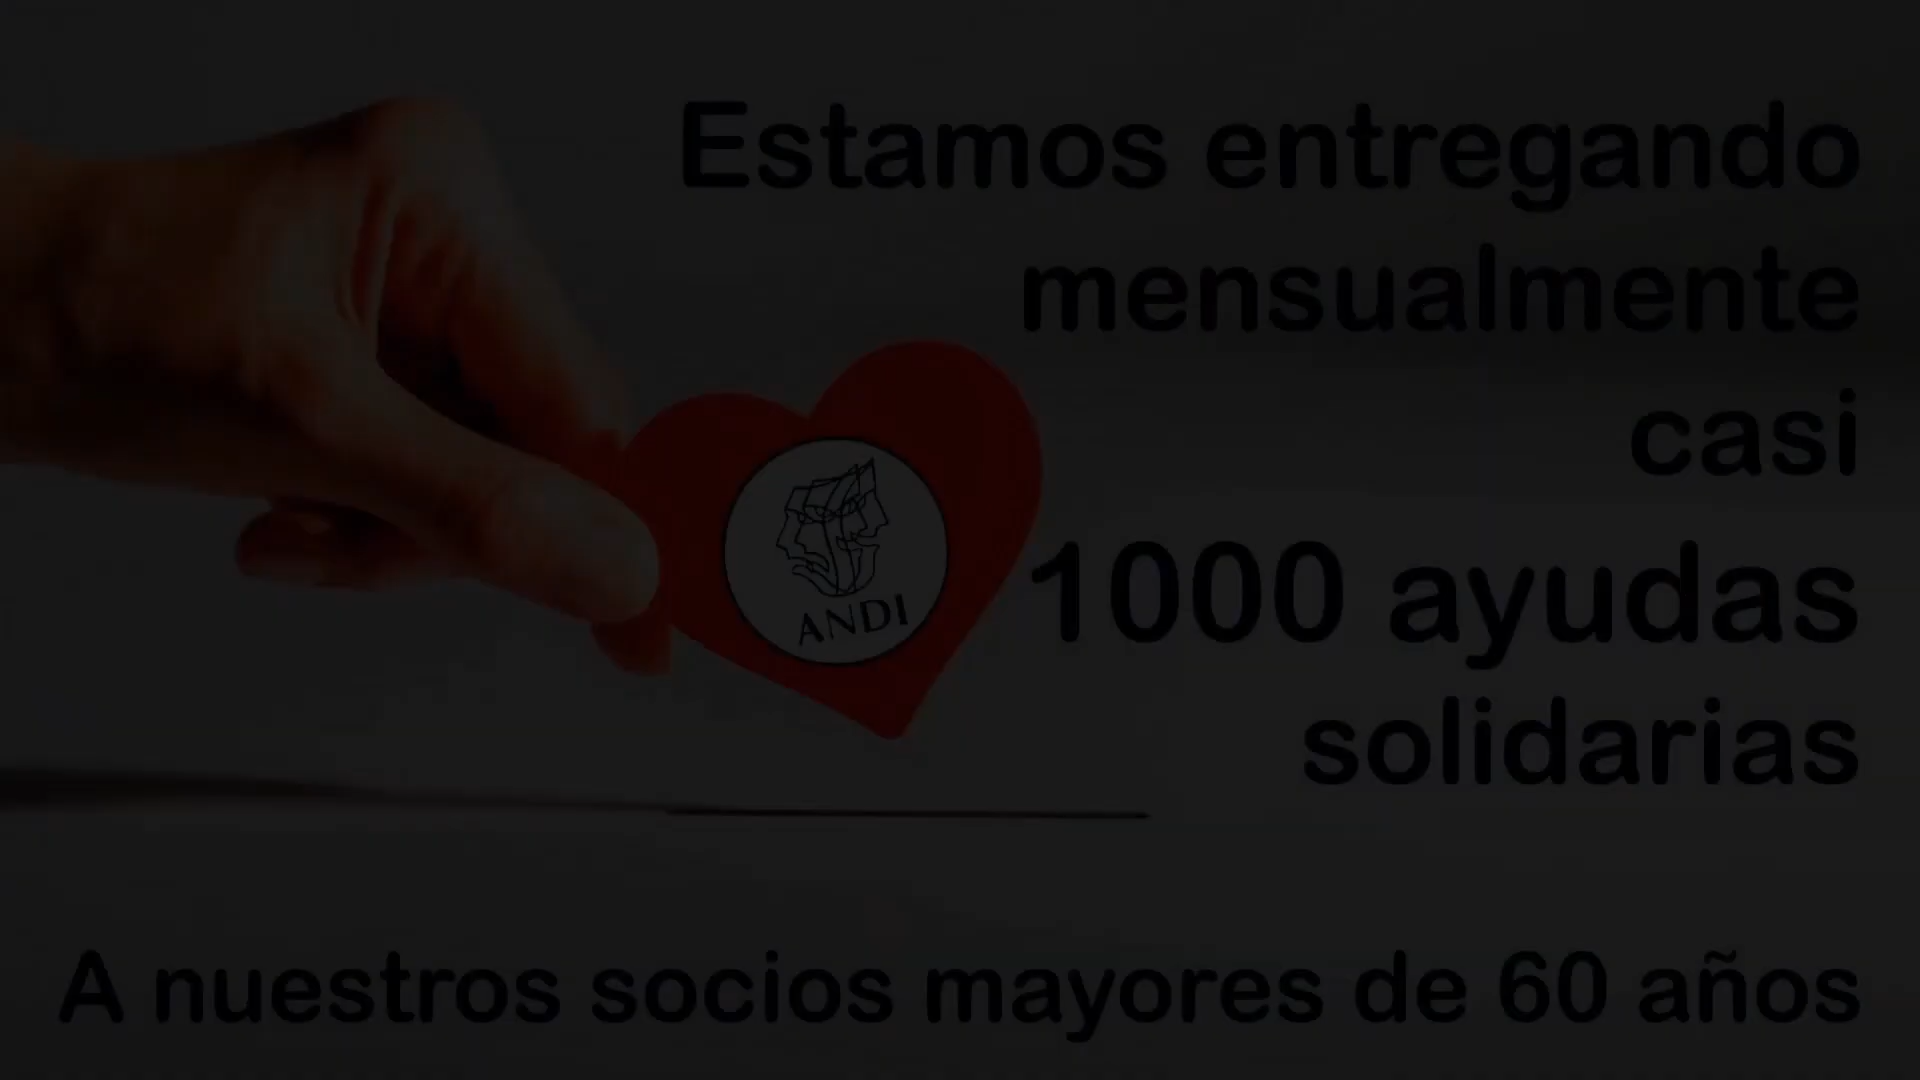 Estamos entregando
mensualmente
casi
1000 ayudas
solidarias
ANDI
A nuestros socios mayores de 60 años